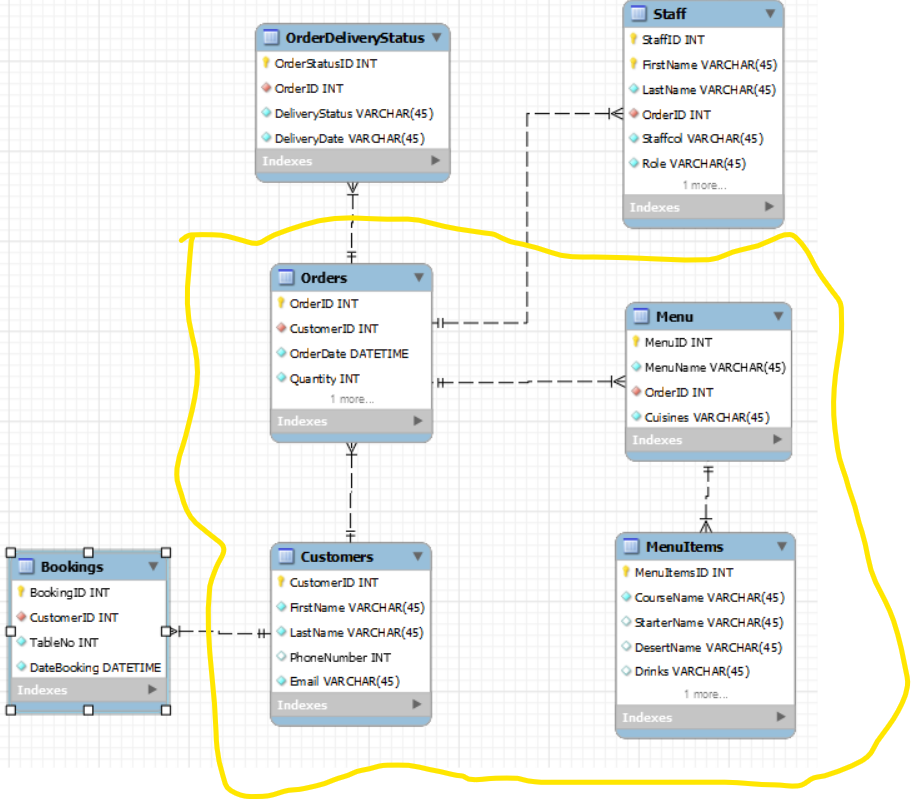 OrderDeliveryStatus
OrderStatusID INT
OrderID INT
DeliveryStatus VARCHAR(45)
DeliveryDate VARCHAR(45)
Indexes
Staff
StaffID INT
FirstName VARCHAR(45)
LastName VARCHAR(45)
OrderID INT
Staffcol VARCHAR(45)
Role VARCHAR(45)
1 more...
Indexes
Orders
OrderID INT
CustomerID INT
OrderDate DATETIME
Quantity INT
1 more...
Indexes
Menu
MenuID INT
MenuName VARCHAR(45)
OrderID INT
Cuisines VARCHAR(45)
Indexes
Bookings
BookingID INT
CustomerID INT
TableNo INT
DateBooking DATETIME
Indexes
Customers
CustomerID INT
FirstName VARCHAR(45)
LastName VARCHAR(45)
PhoneNumber INT
Email VARCHAR(45)
Indexes
MenuItems
MenuItemsID INT
CourseName VARCHAR(45)
StarterName VARCHAR(45)
DesertName VARCHAR(45)
Drinks VARCHAR(45)
1 more...
Indexes